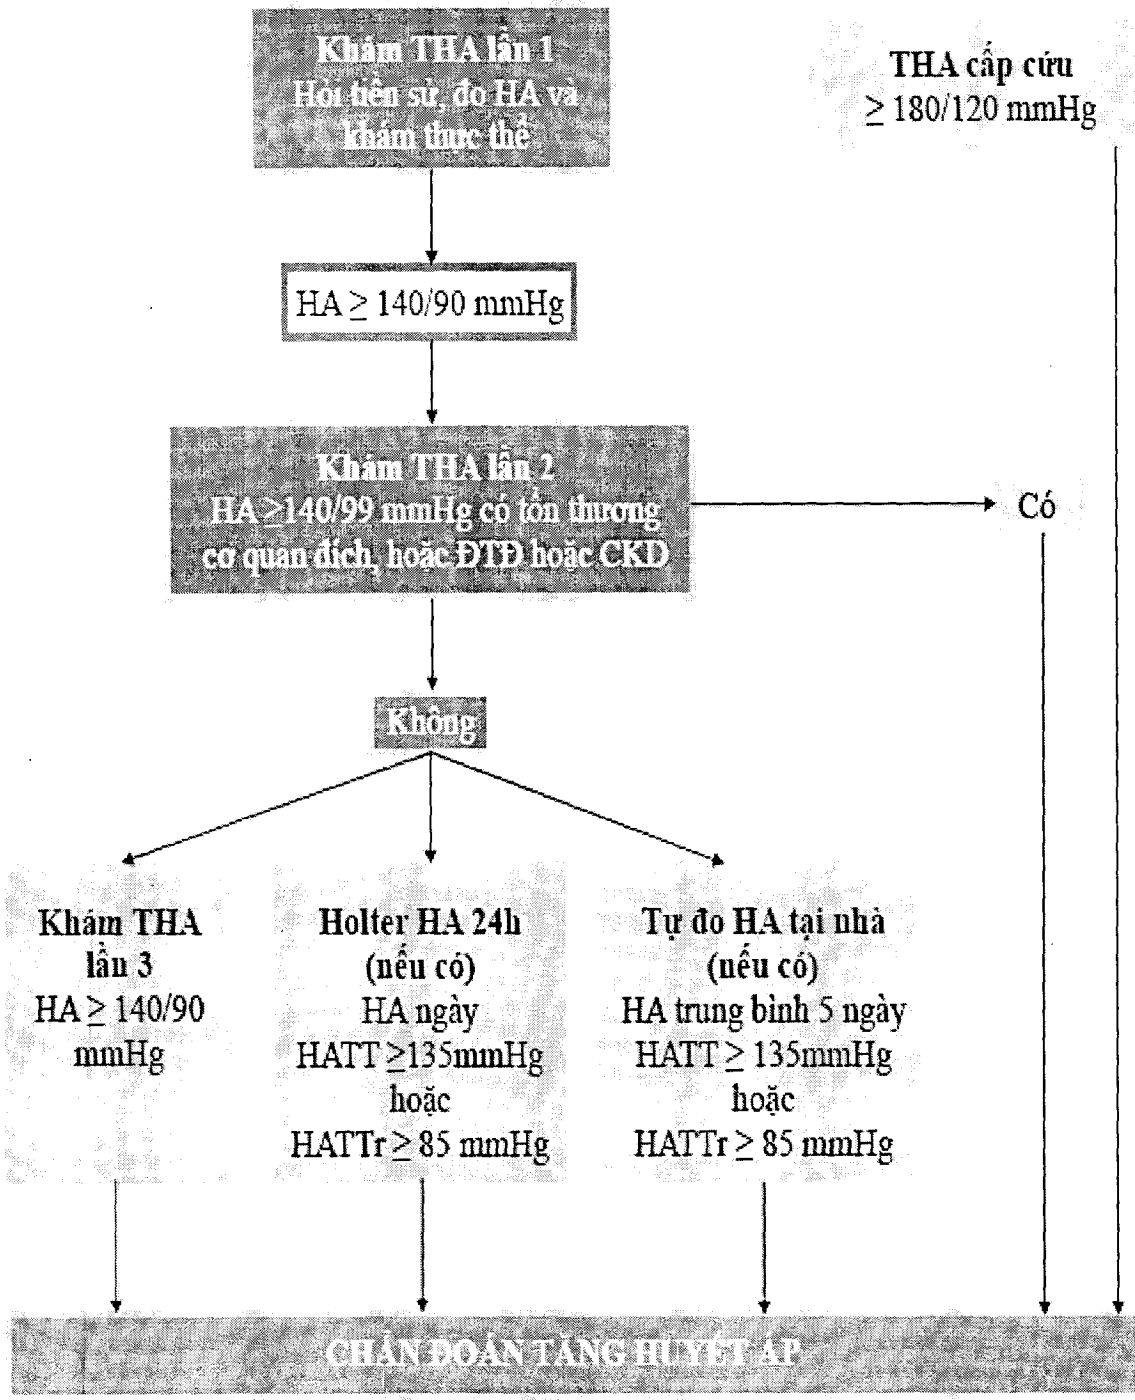 Khám THA lần 1
Hỏi tiền sử, đo HA và
khám thực thể
THA cấp cứu
≥ 180/120 mmHg
HA ≥ 140/90 mmHg
Khám THA lần 2
HA ≥140/99 mmHg có tổn thương
cơ quan đích, hoặc ĐTĐ hoặc CKD
Có
Không
Khám THA
lần 3
HA ≥ 140/90
mmHg
Holter HA 24h
(nếu có)
HA ngày
HATT ≥135mmHg
hoặc
HATTr ≥ 85 mmHg
Tự đo HA tại nhà
(nếu có)
HA trung bình 5 ngày
HATT ≥ 135mmHg
hoặc
HATTr ≥ 85 mmHg
CHẨN ĐOÁN TĂNG HUYẾT ÁP